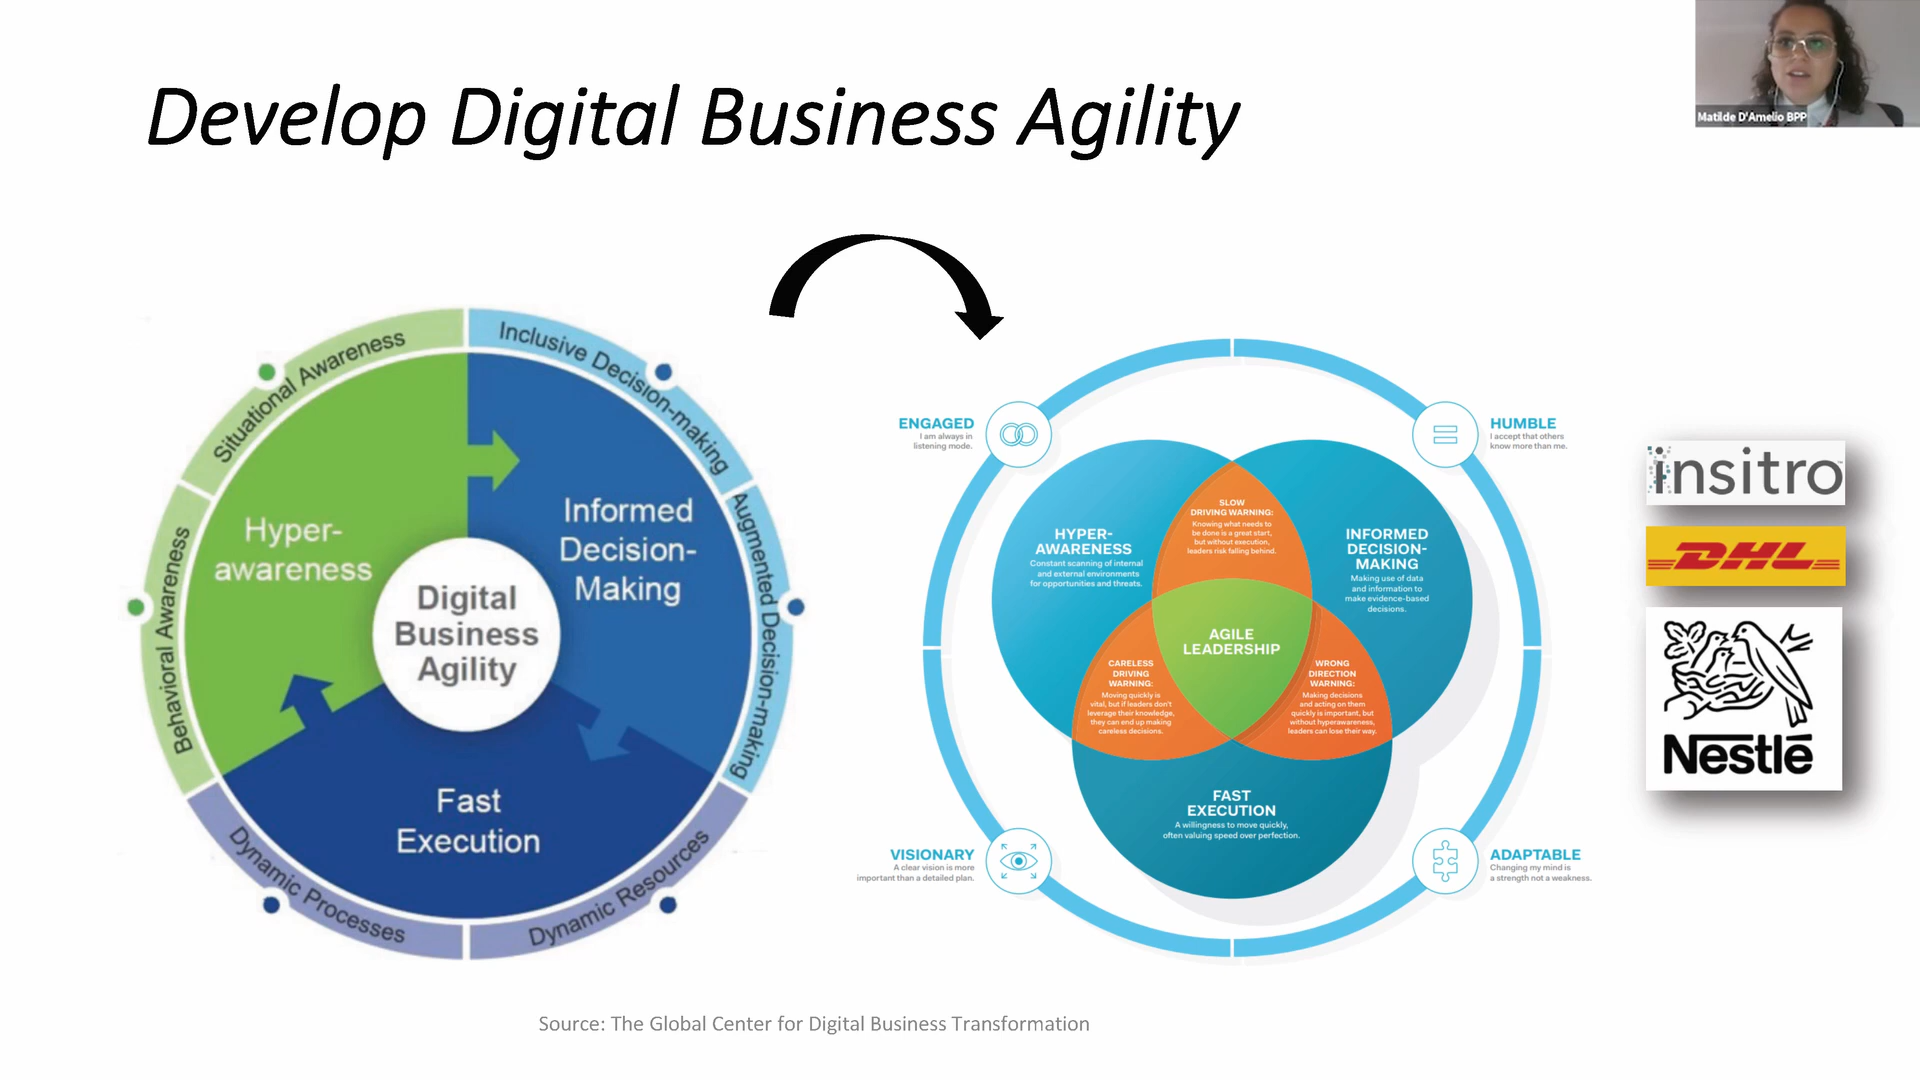 Develop Digital Business Agility
Matilde D'Amelio BPP
Situational Awareness
Inclusive Decision-making
Behavioral Awareness
Augmented Decision-making
Hyper-
awareness
Informed
Decision-
Making
Digital
Business
Agility
Fast
Execution
Dynamic Processes
Dynamic Resources
ENGAGED
I am always in
listening mode.
HUMBLE
I accept that others
know more than me.
SLOW
DRIVING WARNING:
Knowing what needs to
be done is a great start,
but without execution,
leaders risk falling behind.
HYPER-
AWARENESS
Constant scanning of internal
and external environments
for opportunities and threats.
INFORMED
DECISION-
MAKING
Making use of data
and information to
make evidence-based
decisions.
AGILE
LEADERSHIP
CARELESS
DRIVING
WARNING:
Moving quickly is
vital, but if leaders don't
leverage their knowledge,
they can end up making
careless decisions.
WRONG
DIRECTION
WARNING:
Making decisions
and acting on them
quickly is important, but
without hyperawareness,
leaders can lose their way.
FAST
EXECUTION
A willingness to move quickly,
often valuing speed over perfection.
VISIONARY
A clear vision is more
important than a detailed plan.
ADAPTABLE
Changing my mind is
a strength not a weakness.
insitro
DHL
Nestlé
Source: The Global Center for Digital Business Transformation